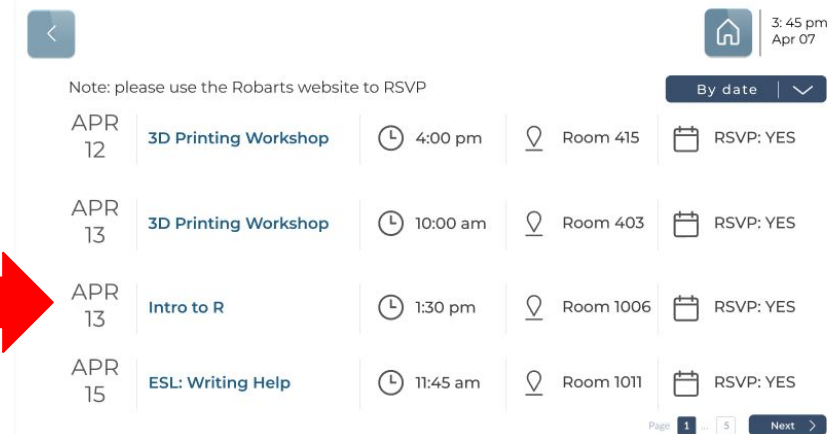 3: 45 pm
Apr 07
Note: please use the Robarts website to RSVP
By date
APR
12
3D Printing Workshop
4:00 pm
Room 415
RSVP: YES
APR
13
3D Printing Workshop
10:00 am
Room 403
RSVP: YES
APR
13
Intro to R
1:30 pm
Room 1006
RSVP: YES
APR
15
ESL: Writing Help
11:45 am
Room 1011
RSVP: YES
Page 1 ... 5 Next